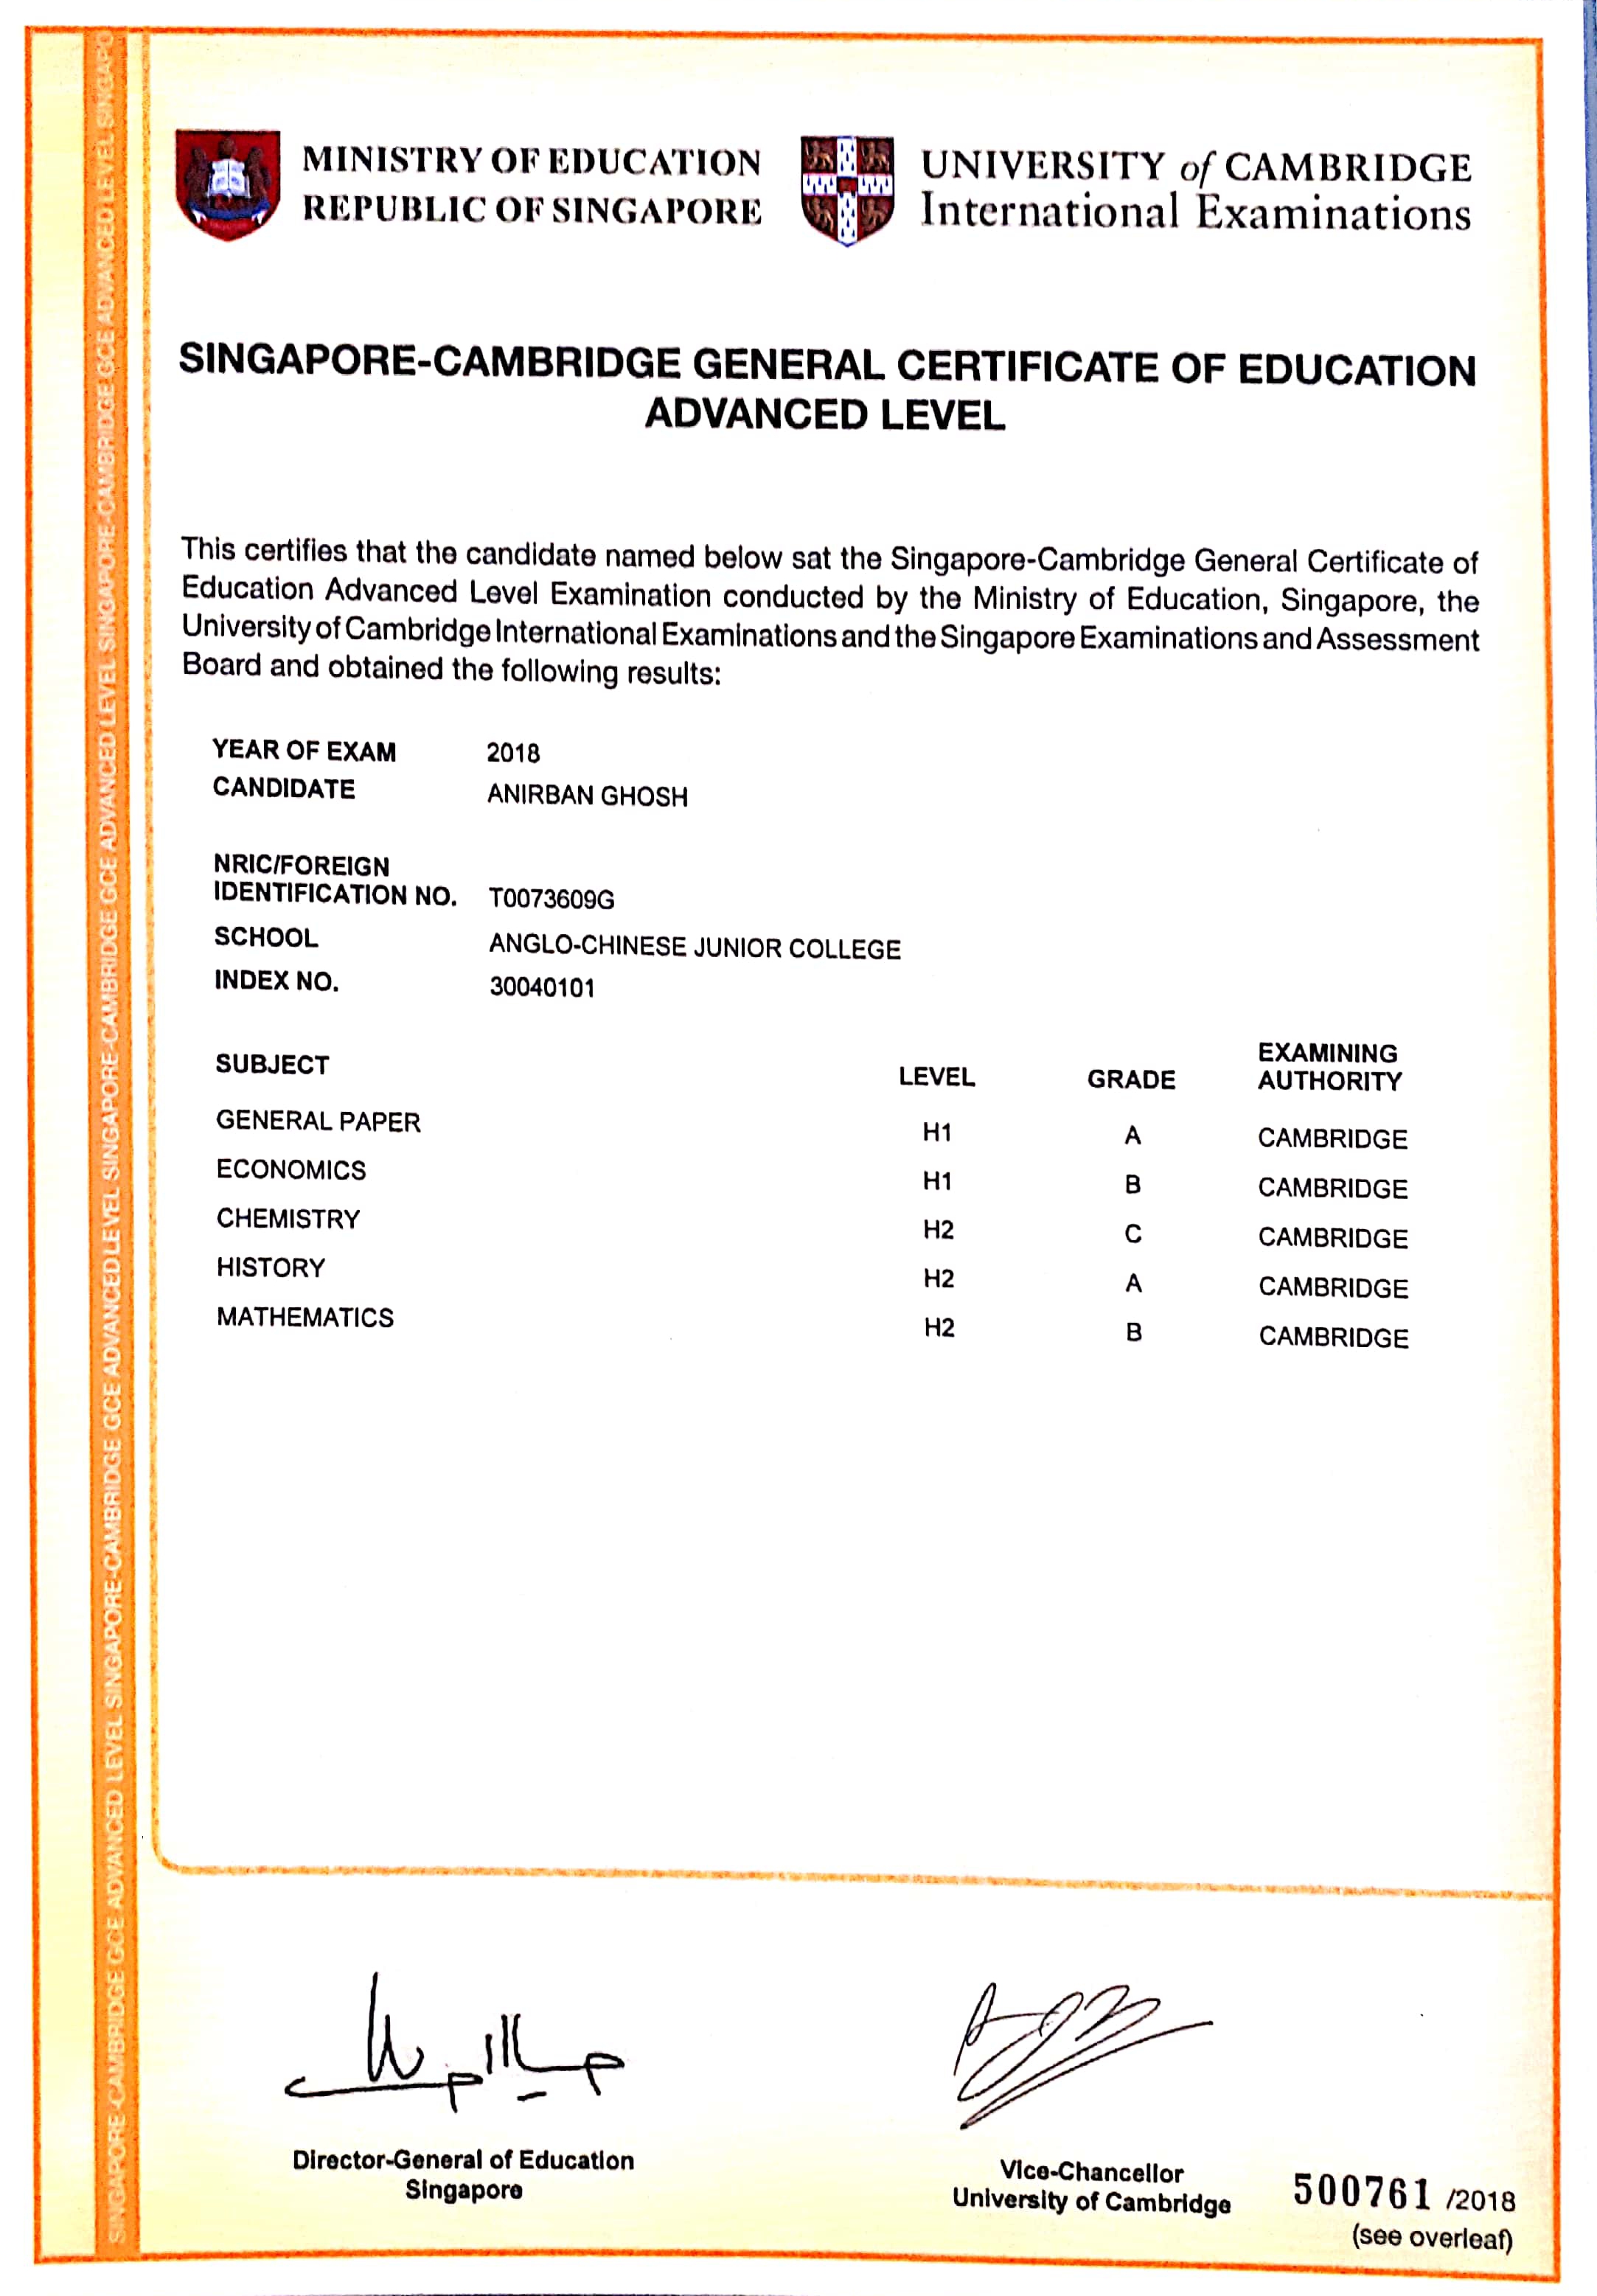 MINISTRY OF EDUCATION
REPUBLIC OF SINGAPORE
UNIVERSITY of CAMBRIDGE
International Examinations
SINGAPORE-CAMBRIDGE GENERAL CERTIFICATE OF EDUCATION
ADVANCED LEVEL
This certifies that the candidate named below sat the Singapore-Cambridge General Certificate of
Education Advanced Level Examination conducted by the Ministry of Education, Singapore, the
University of Cambridge International Examinations and the Singapore Examinations and Assessment
Board and obtained the following results:
YEAR OF EXAM 2018
CANDIDATE ANIRBAN GHOSH
NRIC/FOREIGN
IDENTIFICATION NO. T0073609G
SCHOOL ANGLO-CHINESE JUNIOR COLLEGE
INDEX NO. 30040101
SUBJECT LEVEL GRADE EXAMINING AUTHORITY
GENERAL PAPER H1 A CAMBRIDGE
ECONOMICS H1 B CAMBRIDGE
CHEMISTRY H2 C CAMBRIDGE
HISTORY H2 A CAMBRIDGE
MATHEMATICS H2 B CAMBRIDGE
Director-General of Education
Singapore
Vice-Chancellor
University of Cambridge
500761 /2018
(see overleaf)
SINGAPORE-CAMBRIDGE GCE ADVANCED LEVEL SINGAPORE-CAMBRIDGE GCE ADVANCED LEVEL SINGAPORE-CAMBRIDGE GCE ADVANCED LEVEL SINGAPORE-CAMBRIDGE GCE ADVANCED LEVEL SINGAPORE-CAMBRIDGE GCE ADVANCED LEVEL SINGAPO